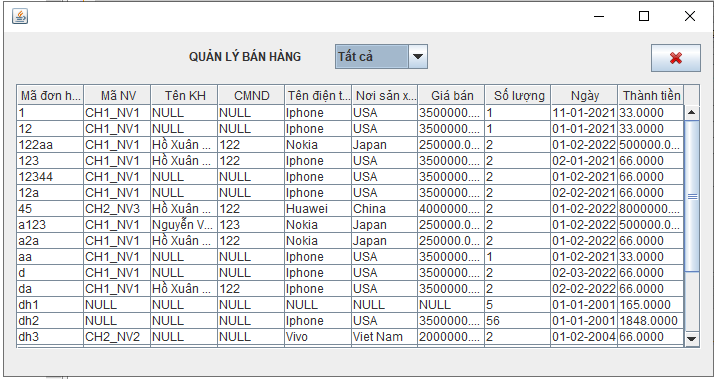 QUẢN LÝ BÁN HÀNG Tất cả
Mã đơn h... Mã NV Tên KH CMND Tên điện t... Nơi sản x... Giá bán Số lượng Ngày Thành tiền
1 CH1_NV1 NULL NULL Iphone USA 3500000.... 1 11-01-2021 33.0000
12 CH1_NV1 NULL NULL Iphone USA 3500000.... 1 01-01-2021 33.0000
122aa CH1_NV1 Hồ Xuân ... 122 Nokia Japan 250000.0... 2 01-02-2022 500000.0...
123 CH1_NV1 Hồ Xuân ... 122 Iphone USA 3500000.... 2 02-01-2021 66.0000
12344 CH1_NV1 NULL NULL Iphone USA 3500000.... 2 01-02-2021 66.0000
12a CH1_NV1 NULL NULL Iphone USA 3500000.... 2 02-02-2021 66.0000
45 CH2_NV3 Hồ Xuân ... 122 Huawei China 4000000.... 2 01-02-2022 8000000....
a123 CH1_NV1 Nguyễn V... 123 Nokia Japan 250000.0... 2 01-02-2022 500000.0...
a2a CH1_NV1 Hồ Xuân ... 122 Nokia Japan 250000.0... 2 01-02-2022 66.0000
aa CH1_NV1 NULL NULL Iphone USA 3500000.... 1 01-02-2021 33.0000
d CH1_NV1 NULL NULL Iphone USA 3500000.... 2 02-03-2022 66.0000
da CH1_NV1 Hồ Xuân ... 122 Iphone USA 3500000.... 2 02-02-2021 66.0000
dh1 NULL NULL NULL NULL NULL NULL 5 01-01-2001 165.0000
dh2 NULL NULL NULL Iphone USA 3500000.... 56 01-01-2001 1848.0000
dh3 CH2_NV2 NULL NULL Vivo Viet Nam 2000000.... 2 01-02-2004 66.0000